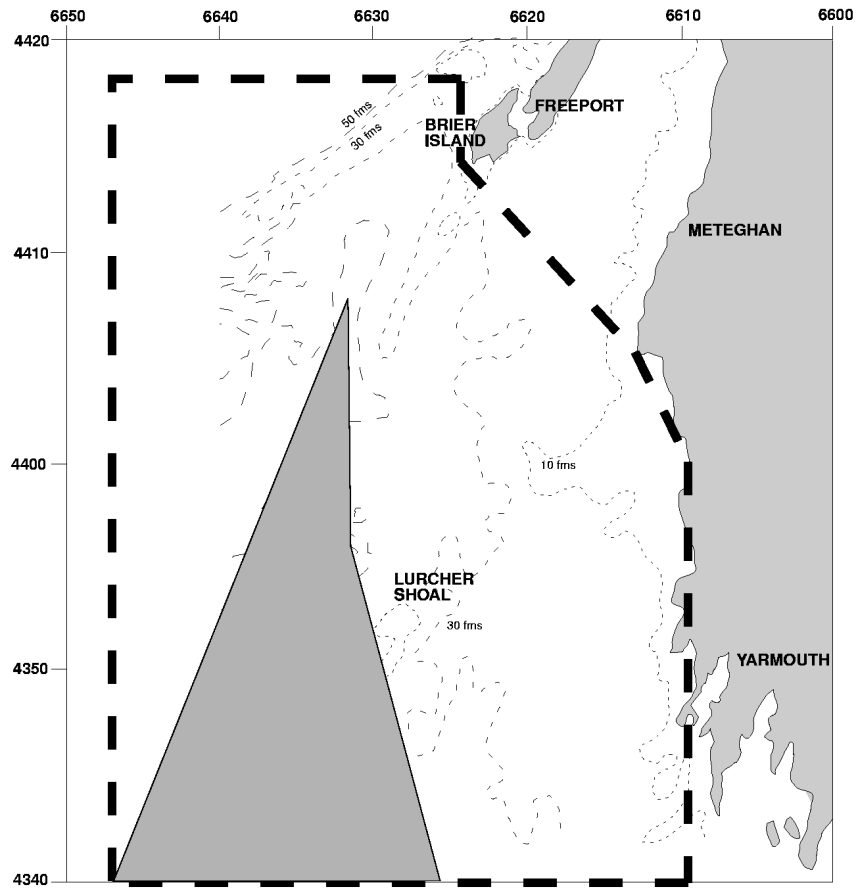 6650 6640 6630 6620 6610 6600
4420
50 fms
FREEPORT
BRIER
ISLAND
30 fms
METEGHAN
4410
4400
10 fms
LURCHER
SHOAL
30 fms
YARMOUTH
4350
4340